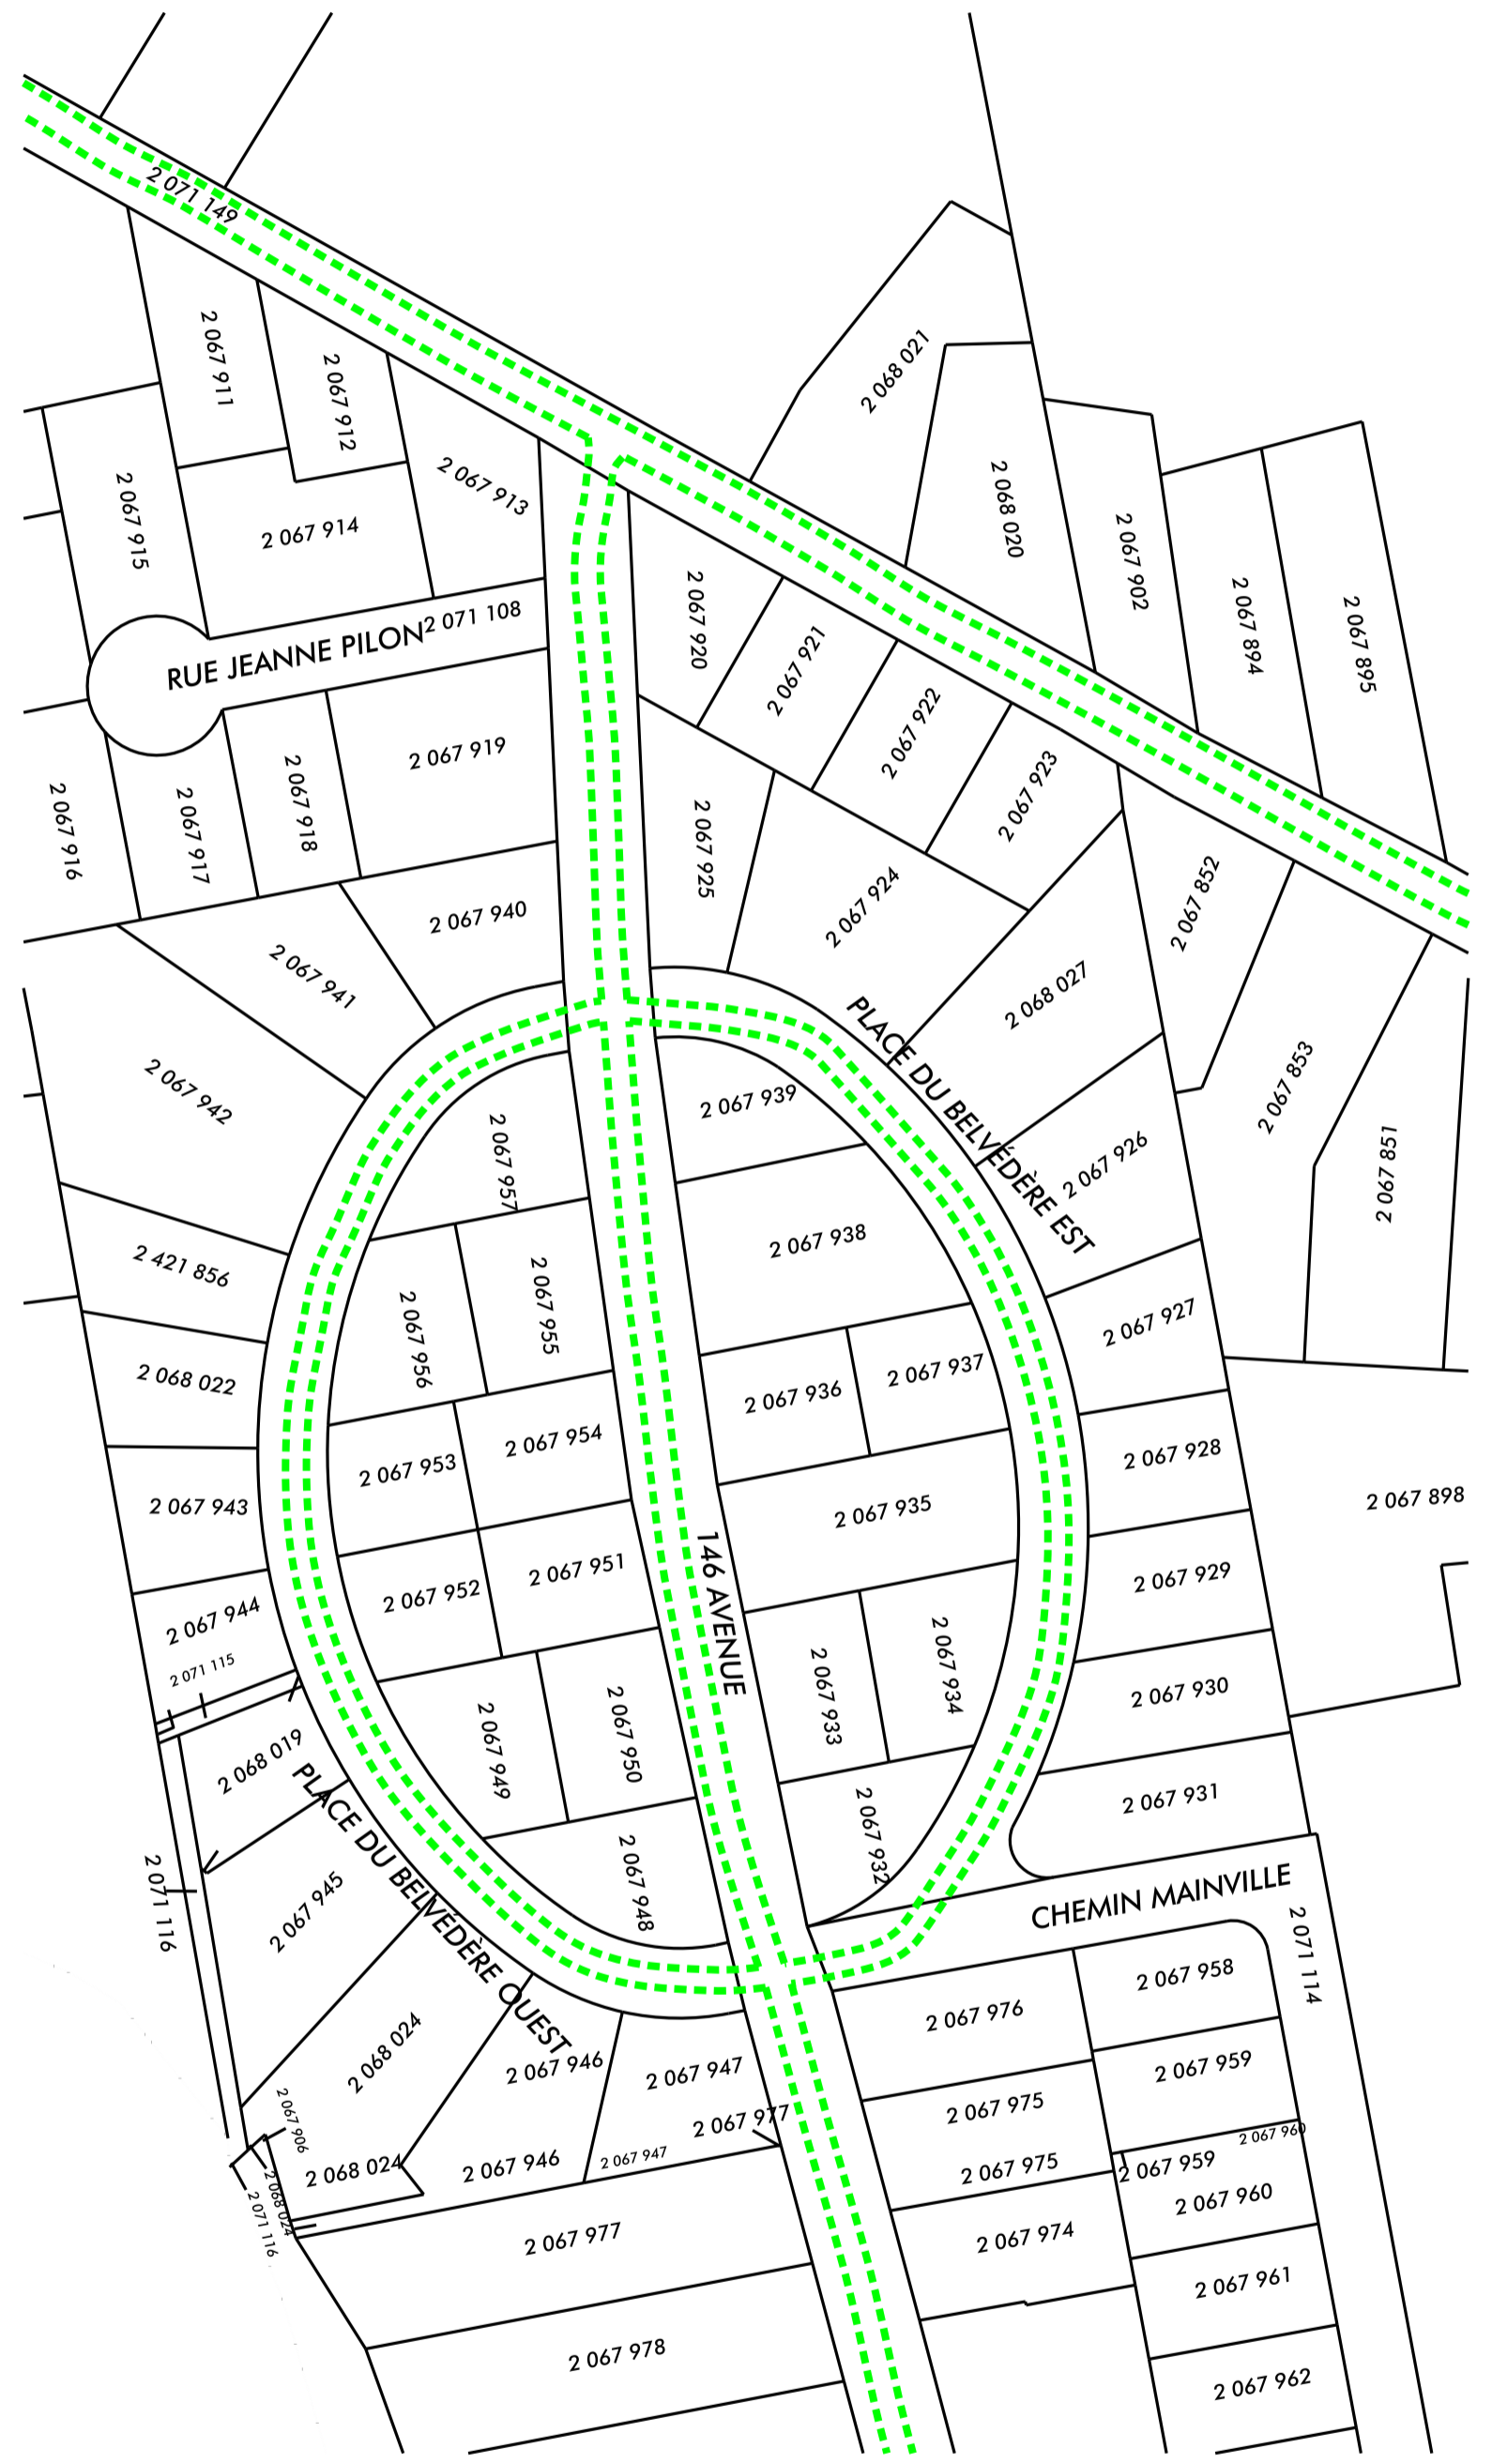 2 071 149
2 067 911
2 067 912
2 068 021
2 067 913
2 068 020
2 067 915
2 067 914
2 067 902
2 067 894
2 067 895
2 067 920
2 071 108
RUE JEANNE PILON
2 067 921
2 067 922
2 067 919
2 067 923
2 067 918
2 067 916
2 067 917
2 067 925
2 067 924
2 067 852
2 067 940
2 067 941
2 068 027
PLACE DU BELVÉDÈRE EST
2 067 942
2 067 939
2 067 853
2 067 957
2 067 926
2 067 851
2 067 938
2 421 856
2 067 955
2 067 956
2 067 927
2 068 022
2 067 937
2 067 936
2 067 954
2 067 953
2 067 928
2 067 943
2 067 935
2 067 898
2 067 951
2 067 952
2 067 929
146 AVENUE
2 067 944
2 071 115
2 067 934
2 067 933
2 067 930
2 067 950
2 067 949
2 068 019
PLACE DU BELVÉDÈRE OUEST
2 067 931
2 067 932
2 067 948
CHEMIN MAINVILLE
2 071 116
2 067 945
2 071 114
2 067 958
2 067 976
2 068 024
2 067 946
2 067 947
2 067 959
2 067 975
2 067 906
2 067 977
2 067 960
2 067 947
2 067 946
2 068 024
2 067 975
2 067 959
2 068 024
2 071 116
2 067 960
2 067 977
2 067 974
2 067 961
2 067 978
2 067 962